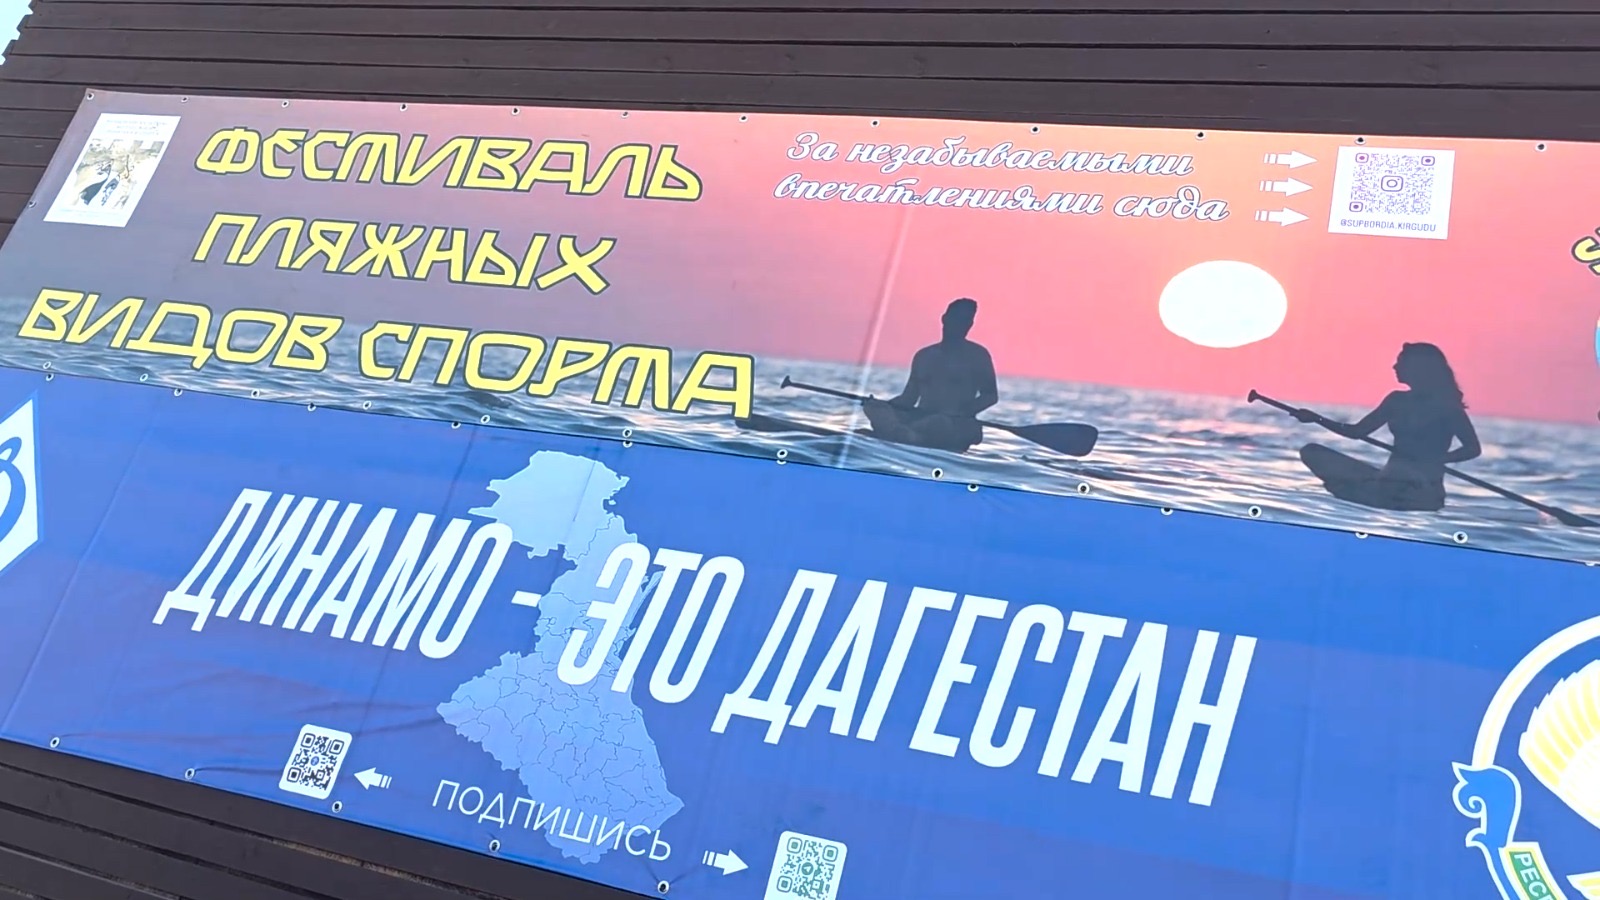 ФЕСТИВАЛЬ
ПЛЯЖНЫХ
ВИДОВ СПОРТА
За незабываемыми
впечатлениями сюда
@SUPBORDIA.KIRGUDU
ДИНАМО - ЭТО ДАГЕСТАН
ПОДПИШИСЬ